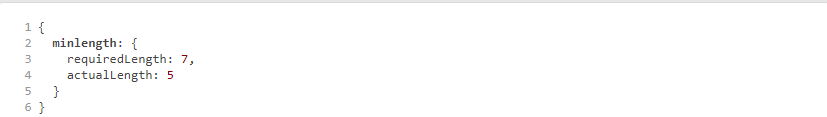 1 {
2   minlength: {
3     requiredLength: 7,
4     actualLength: 5
5   }
6 }